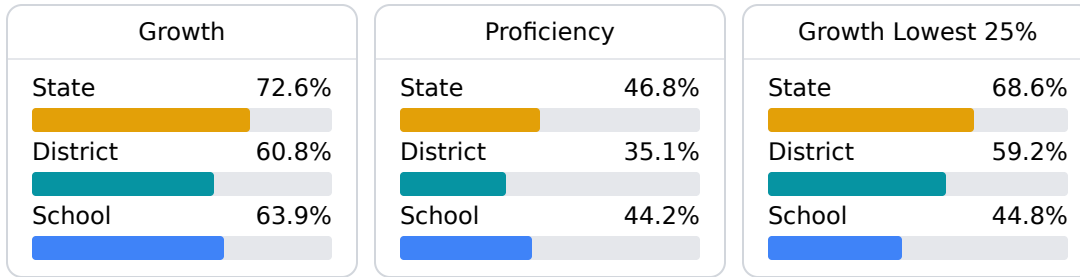 Growth
State 72.6%
District 60.8%
School 63.9%
Proficiency
State 46.8%
District 35.1%
School 44.2%
Growth Lowest 25%
State 68.6%
District 59.2%
School 44.8%